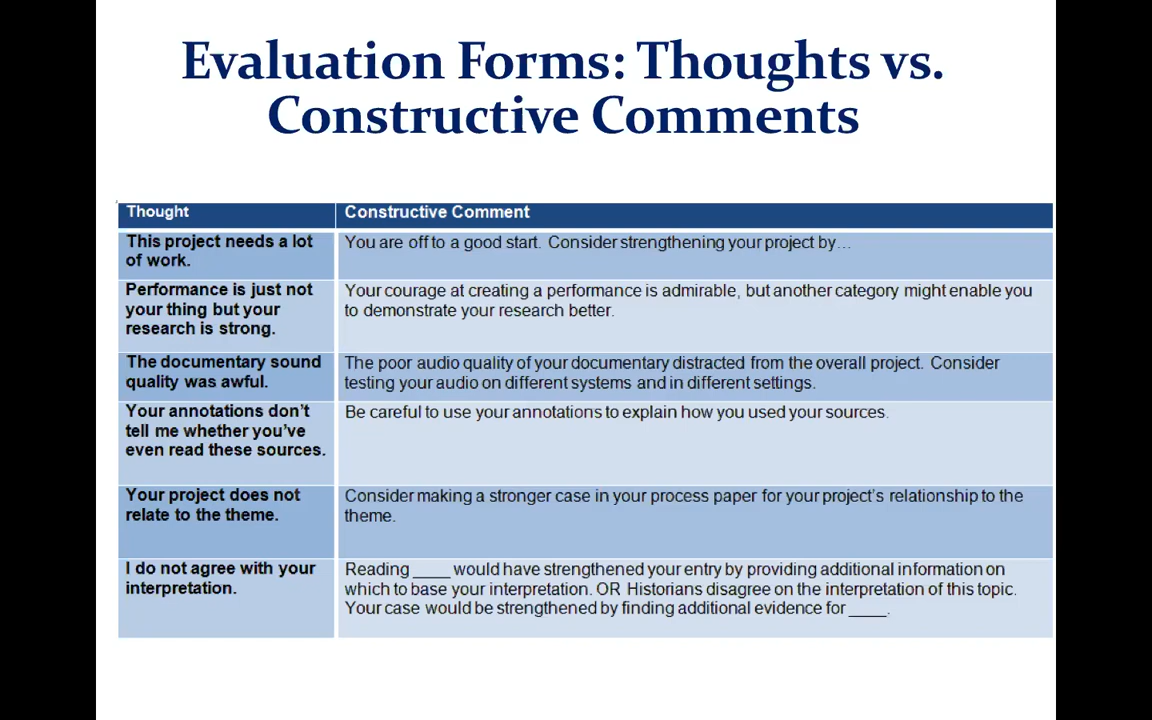 Evaluation Forms: Thoughts vs.
Constructive Comments
Thought
Constructive Comment
This project needs a lot
of work.
You are off to a good start. Consider strengthening your project by…
Performance is just not
your thing but your
research is strong.
Your courage at creating a performance is admirable, but another category might enable you
to demonstrate your research better.
The documentary sound
quality was awful.
The poor audio quality of your documentary distracted from the overall project. Consider
testing your audio on different systems and in different settings.
Your annotations don't
tell me whether you've
even read these sources.
Be careful to use your annotations to explain how you used your sources.
Your project does not
relate to the theme.
Consider making a stronger case in your process paper for your project's relationship to the
theme.
I do not agree with your
interpretation.
Reading ____ would have strengthened your entry by providing additional information on
which to base your interpretation. OR Historians disagree on the interpretation of this topic.
Your case would be strengthened by finding additional evidence for ____.